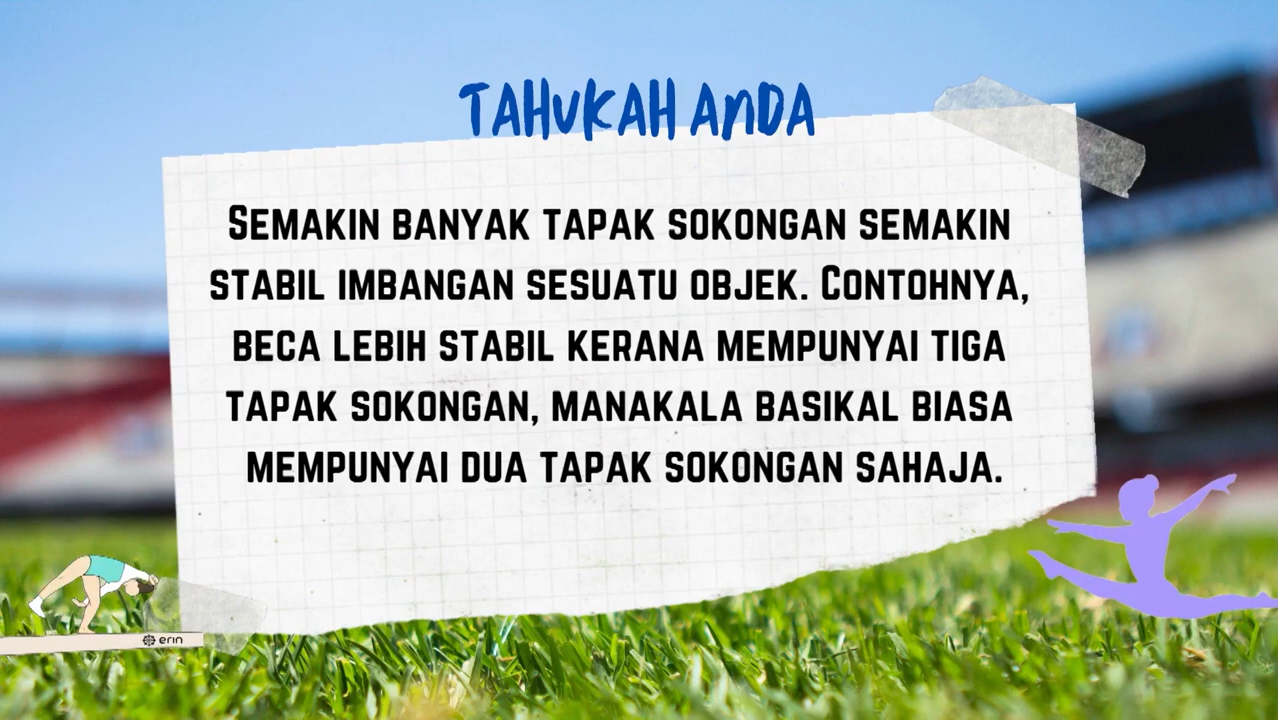 TAHUKAH ANDA
SEMAKIN BANYAK TAPAK SOKONGAN SEMAKIN
STABIL IMBANGAN SESUATU OBJEK. CONTOHNYA,
BECA LEBIH STABIL KERANA MEMPUNYAI TIGA
TAPAK SOKONGAN, MANAKALA BASIKAL BIASA
MEMPUNYAI DUA TAPAK SOKONGAN SAHAJA.
erin